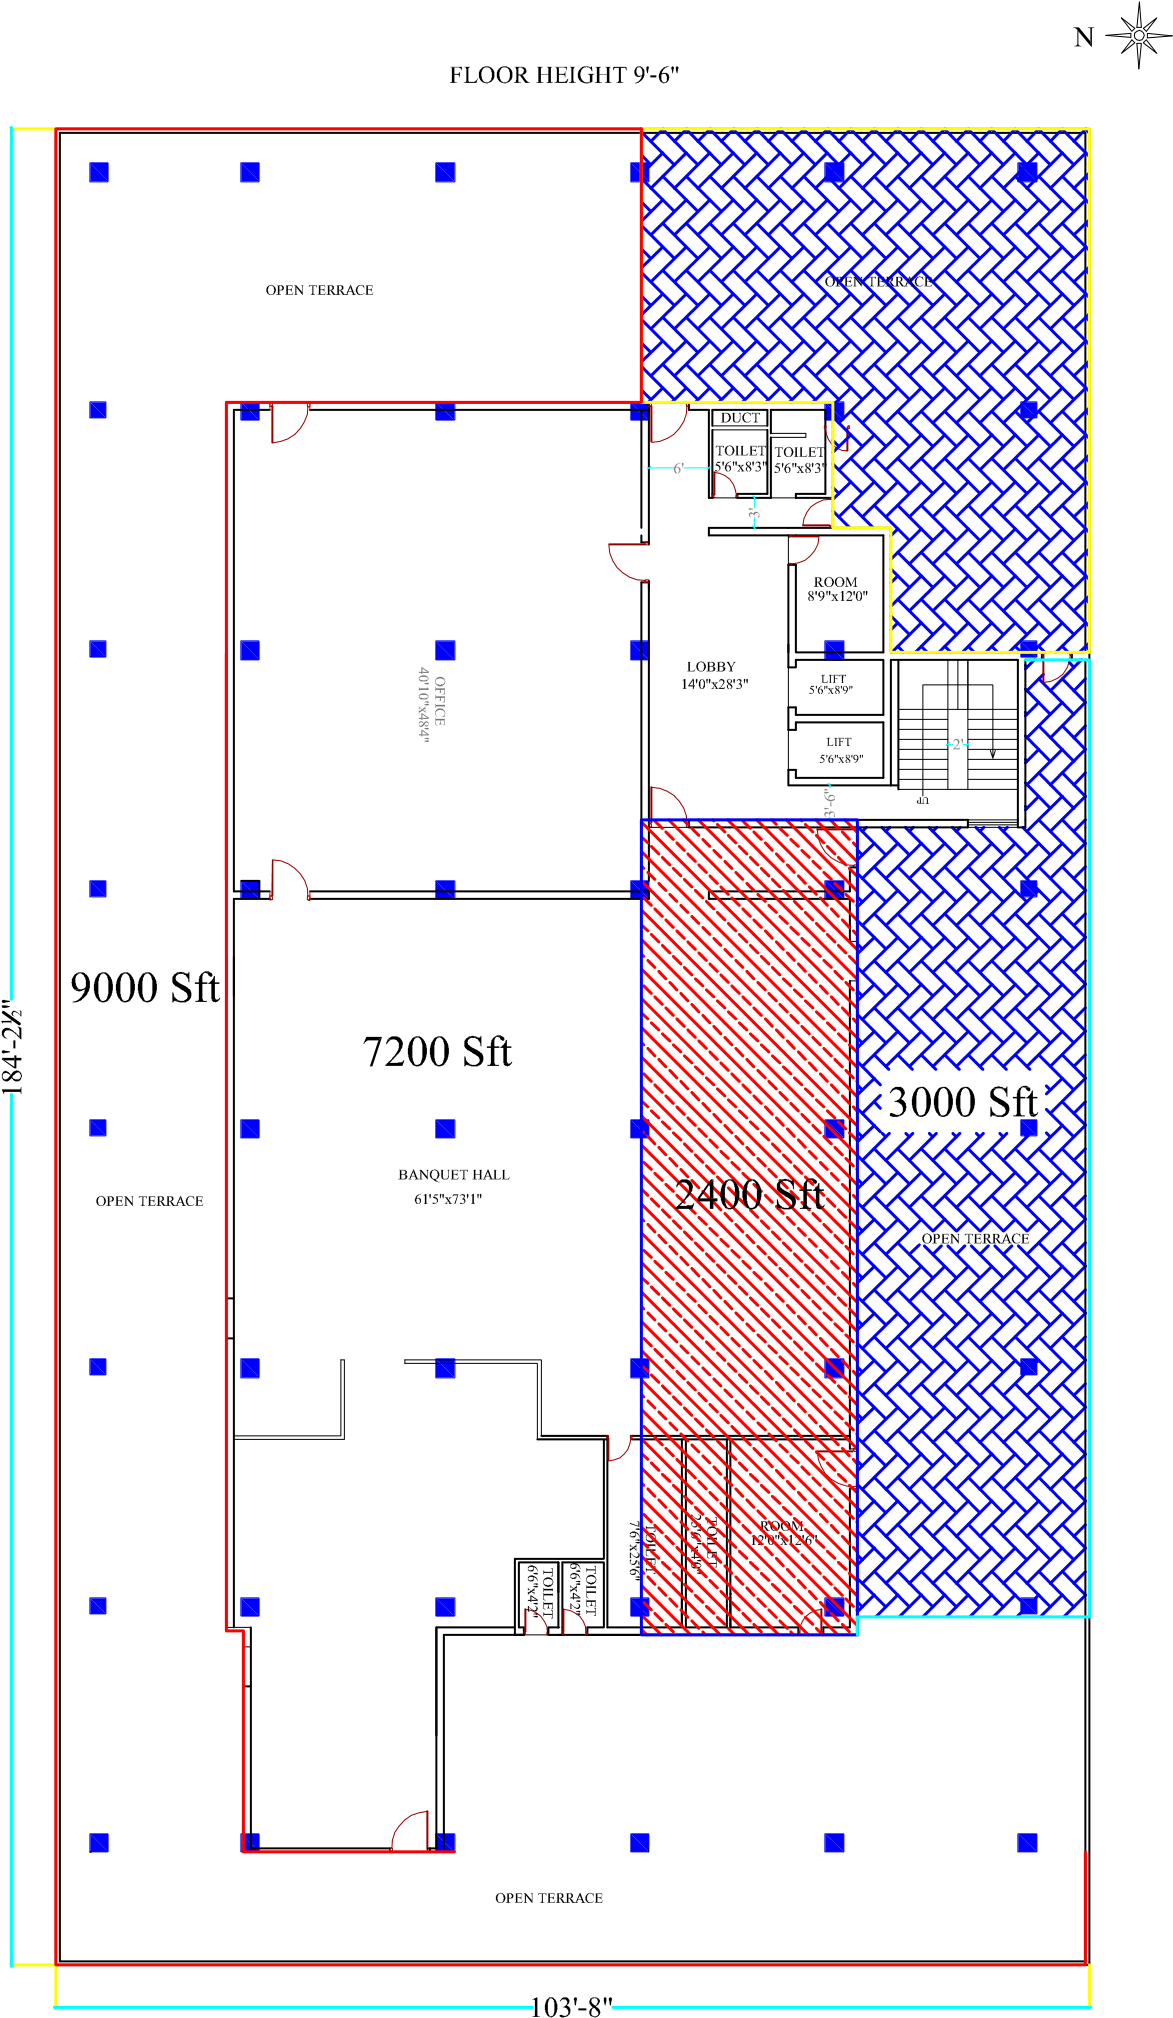 N
FLOOR HEIGHT 9'-6"
OPEN TERRACE
OPEN TERRACE
DUCT
TOILET
5'6"x8'3"
TOILET
5'6"x8'3"
6'
3'
ROOM
8'9"x12'0"
LOBBY
14'0"x28'3"
LIFT
5'6"x8'9"
LIFT
5'6"x8'9"
2'
UP
3'-6"
OFFICE
40'10"x48'4"
9000 Sft
7200 Sft
3000 Sft
2400 Sft
184'-2½"
BANQUET HALL
61'5"x73'1"
OPEN TERRACE
OPEN TERRACE
TOILET
7'6"x25'6"
TOILET
ROOM
12'0"x12'6"
TOILET
6'6"x4'2"
TOILET
6'6"x4'2"
OPEN TERRACE
103'-8"